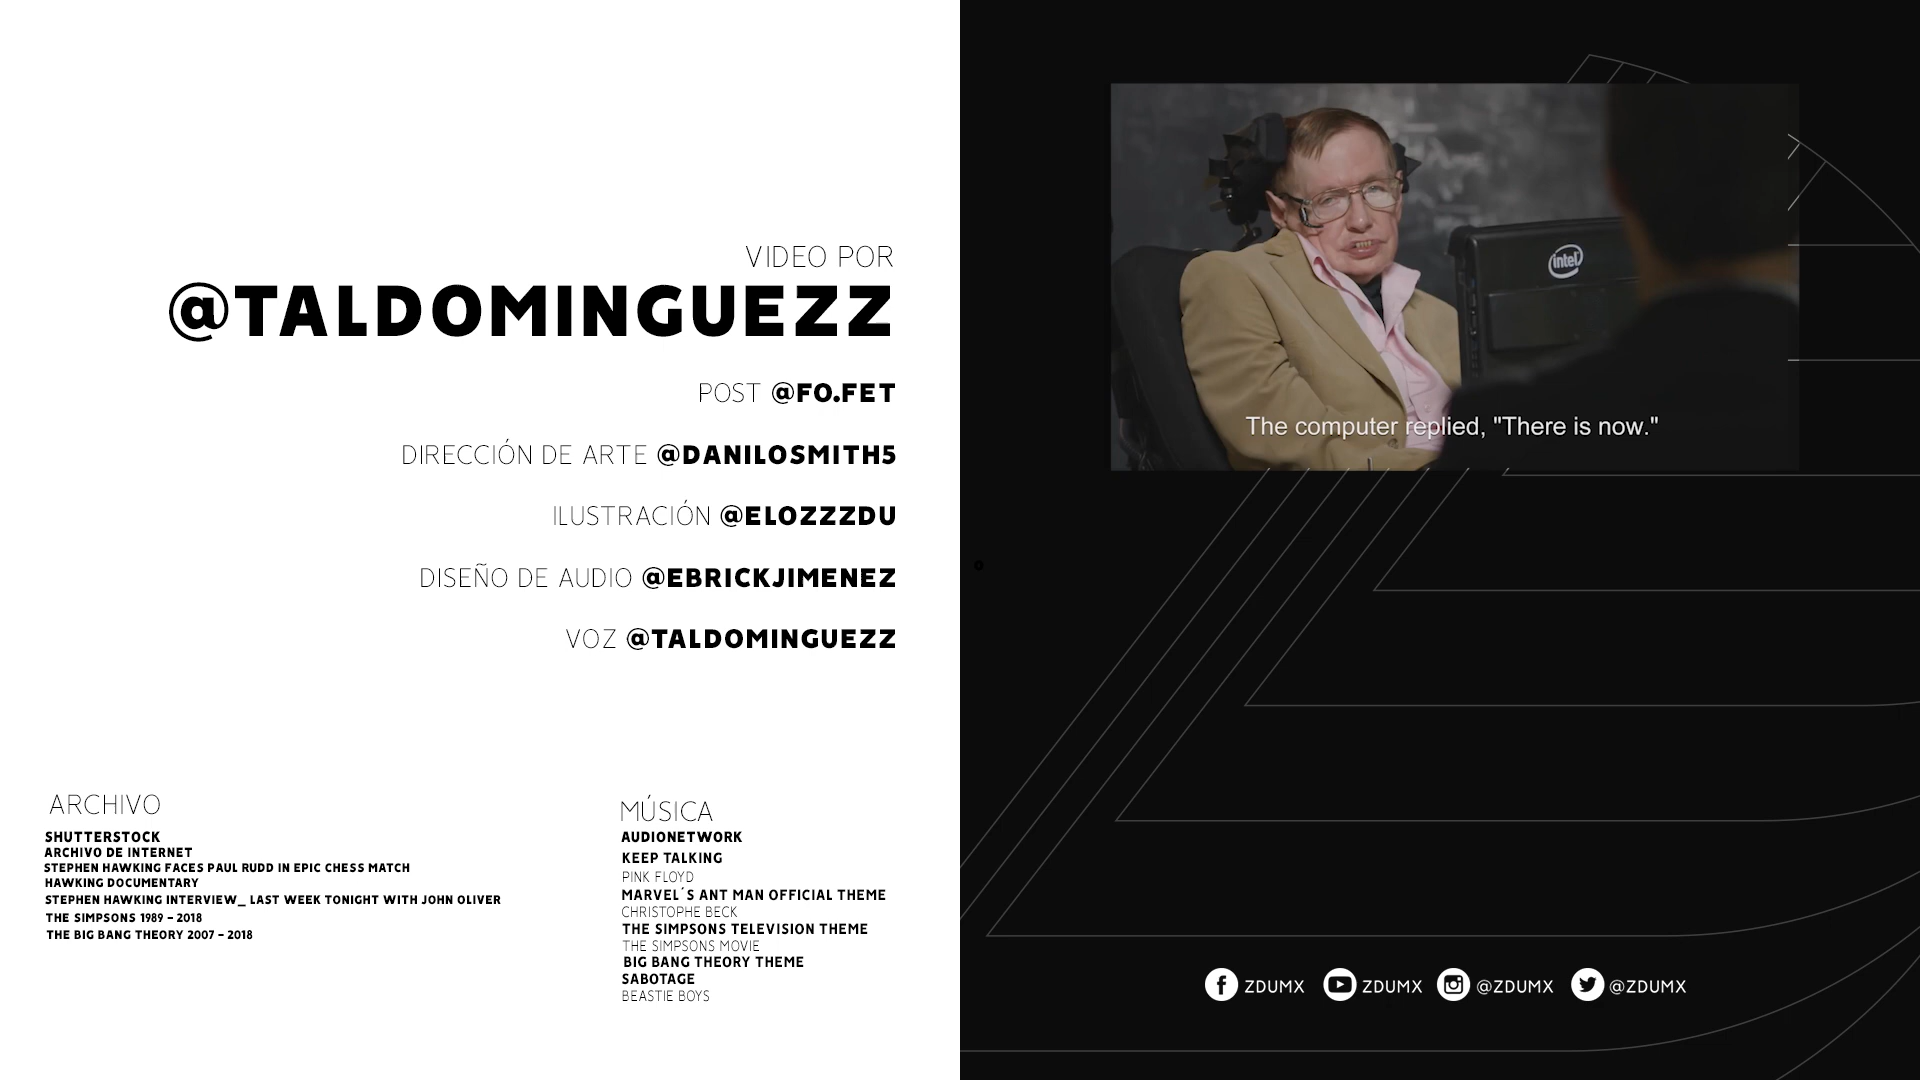 VIDEO POR
@TALDOMINGUEZZ
POST @FO.FET
DIRECCIÓN DE ARTE @DANILOSMITH5
ILUSTRACIÓN @ELOZZZDU
DISEÑO DE AUDIO @EBRICKJIMENEZ
VOZ @TALDOMINGUEZZ
ARCHIVO
SHUTTERSTOCK
ARCHIVO DE INTERNET
STEPHEN HAWKING FACES PAUL RUDD IN EPIC CHESS MATCH
HAWKING DOCUMENTARY
STEPHEN HAWKING INTERVIEW_ LAST WEEK TONIGHT WITH JOHN OLIVER
THE SIMPSONS 1989 - 2018
THE BIG BANG THEORY 2007 - 2018
MÚSICA
AUDIONETWORK
KEEP TALKING
PINK FLOYD
MARVEL´S ANT MAN OFFICIAL THEME
CHRISTOPHE BECK
THE SIMPSONS TELEVISION THEME
THE SIMPSONS MOVIE
BIG BANG THEORY THEME
SABOTAGE
BEASTIE BOYS
intel
The computer replied, "There is now."
ZDUMX ZDUMX @ZDUMX @ZDUMX